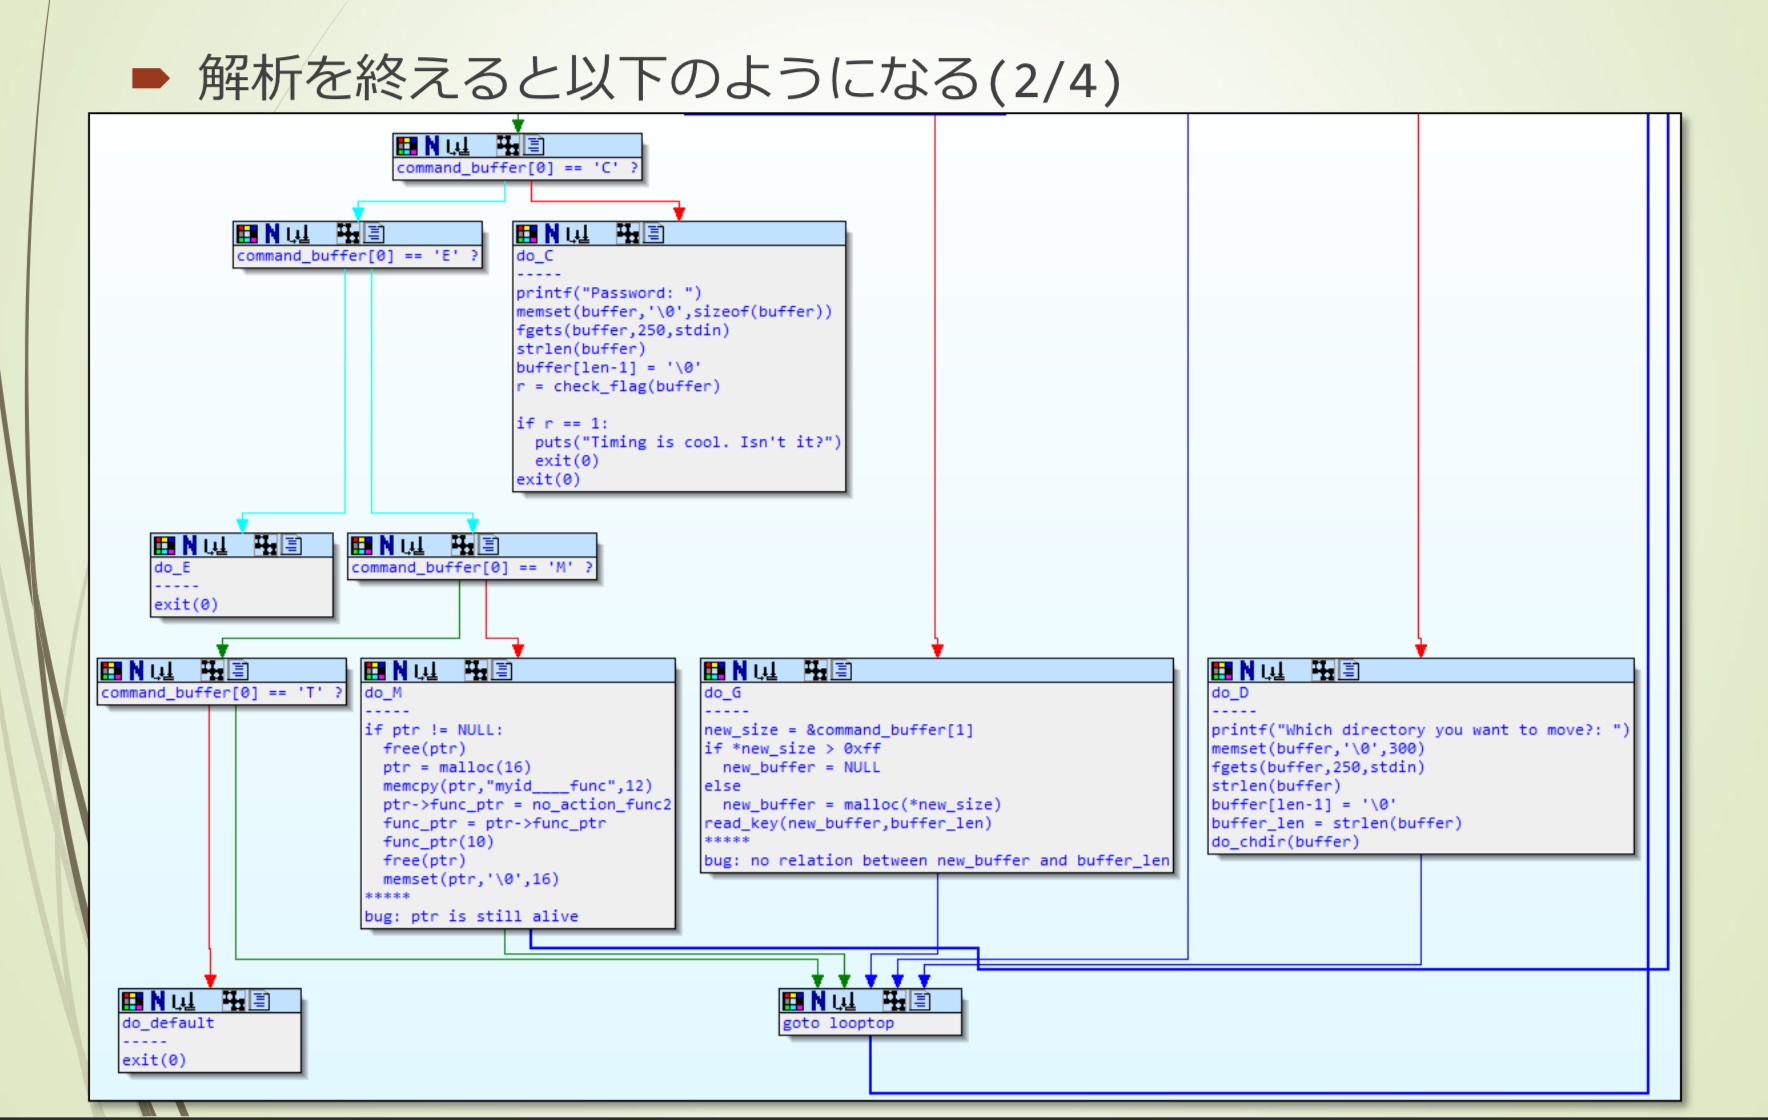 解析を終えると以下のようになる(2/4)
command_buffer[0] == 'C' ?
command_buffer[0] == 'E' ?
do_C
-----
printf("Password: ")
memset(buffer,'\0',sizeof(buffer))
fgets(buffer,250,stdin)
strlen(buffer)
buffer[len-1] = '\0'
r = check_flag(buffer)
if r == 1:
puts("Timing is cool. Isn't it?")
exit(0)
exit(0)
do_E
-----
exit(0)
command_buffer[0] == 'M' ?
command_buffer[0] == 'T' ?
do_M
-----
if ptr != NULL:
free(ptr)
ptr = malloc(16)
memcpy(ptr,"myid____func",12)
ptr->func_ptr = no_action_func2
func_ptr = ptr->func_ptr
func_ptr(10)
free(ptr)
memset(ptr,'\0',16)
*****
bug: ptr is still alive
do_G
-----
new_size = &command_buffer[1]
if *new_size > 0xff
new_buffer = NULL
else
new_buffer = malloc(*new_size)
read_key(new_buffer,buffer_len)
*****
bug: no relation between new_buffer and buffer_len
do_D
-----
printf("Which directory you want to move?: ")
memset(buffer,'\0',300)
fgets(buffer,250,stdin)
strlen(buffer)
buffer[len-1] = '\0'
buffer_len = strlen(buffer)
do_chdir(buffer)
do_default
-----
exit(0)
goto looptop